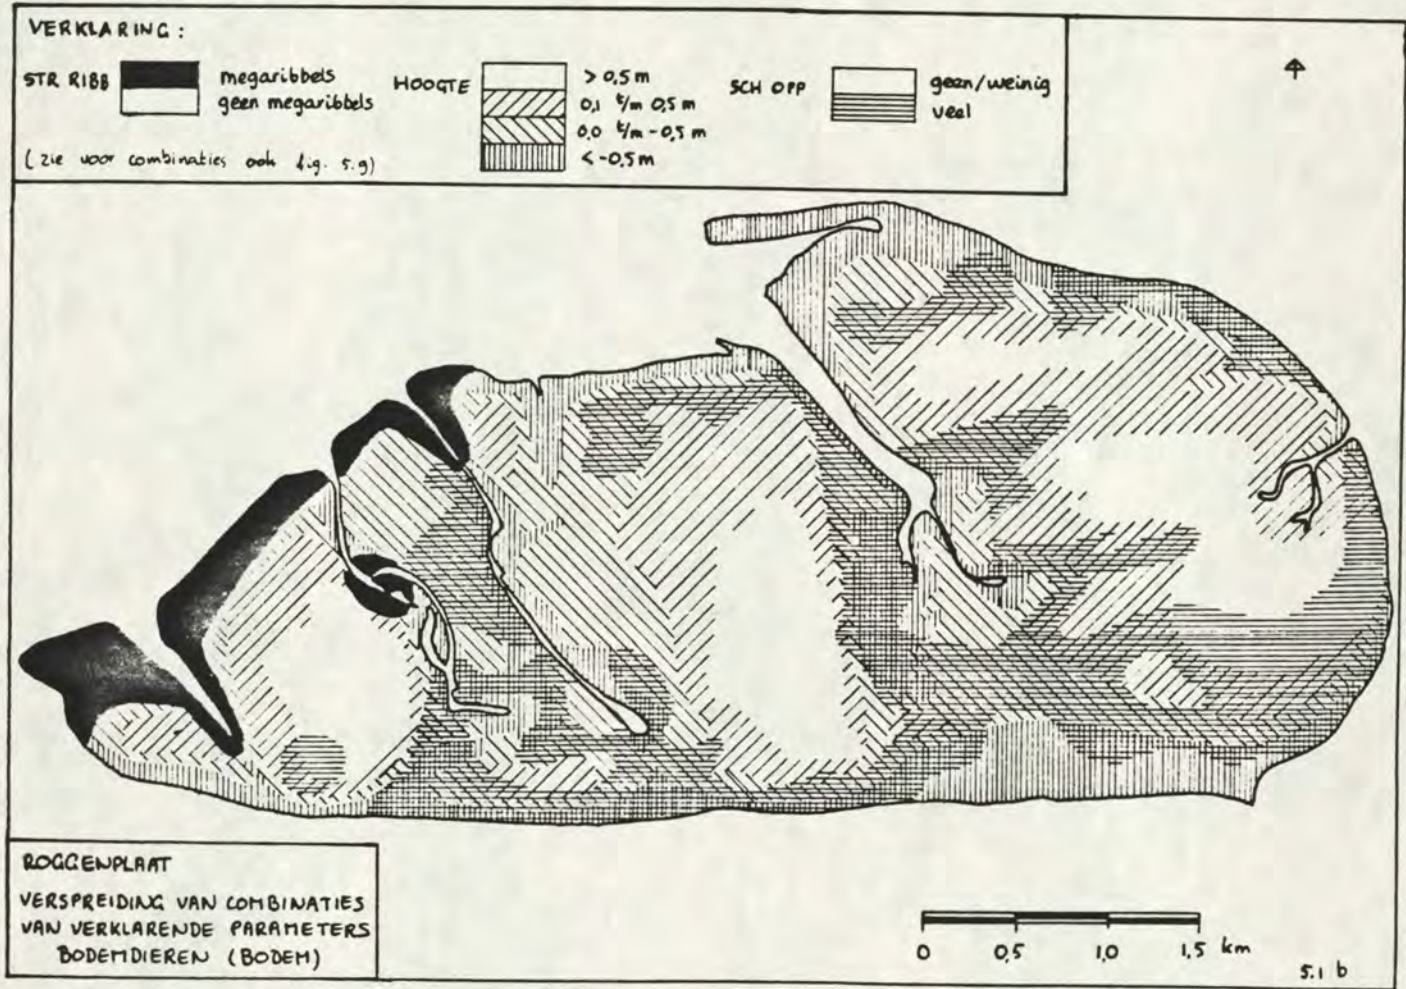 VERKLARING :
STR RIBB
megaribbels
geen megaribbels
HOOGTE
> 0,5 m
0,1 t/m 0,5 m
0,0 t/m -0,5 m
< -0,5 m
SCH OPP
geen/weinig
veel
(zie voor combinaties ook fig. 5.9)
ROGGENPLAAT
VERSPREIDING VAN COMBINATIES
VAN VERKLARENDE PARAMETERS
BODEMDIEREN (BODEM)
0 0,5 1,0 1,5 km
5.1 b